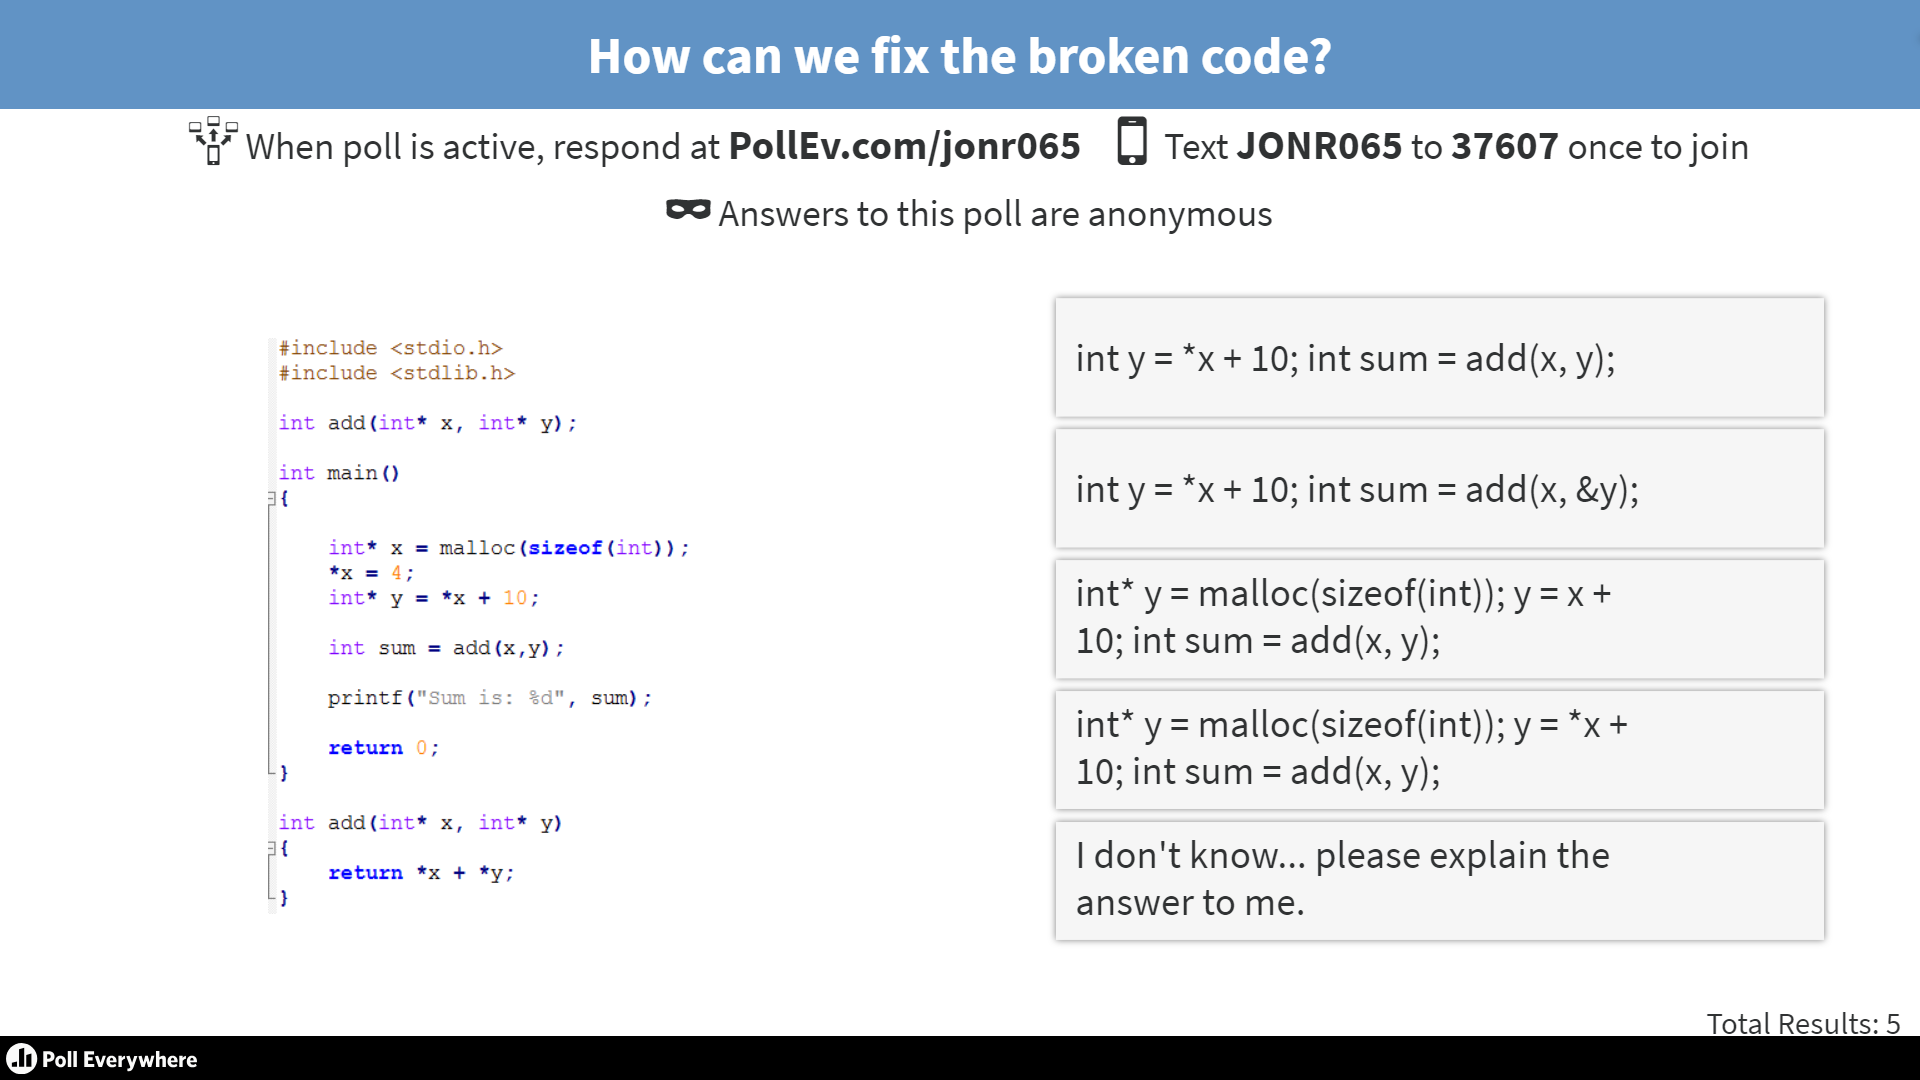 How can we fix the broken code?
When poll is active, respond at PollEv.com/jonr065 Text JONR065 to 37607 once to join
Answers to this poll are anonymous
#include <stdio.h>
#include <stdlib.h>
int add(int* x, int* y);
int main()
{
int* x = malloc(sizeof(int));
*x = 4;
int* y = *x + 10;
int sum = add(x,y);
printf("Sum is: %d", sum);
return 0;
}
int add(int* x, int* y)
{
return *x + *y;
}
int y = *x + 10; int sum = add(x, y);
int y = *x + 10; int sum = add(x, &y);
int* y = malloc(sizeof(int)); y = x +
10; int sum = add(x, y);
int* y = malloc(sizeof(int)); y = *x +
10; int sum = add(x, y);
I don't know... please explain the
answer to me.
Total Results: 5
Poll Everywhere